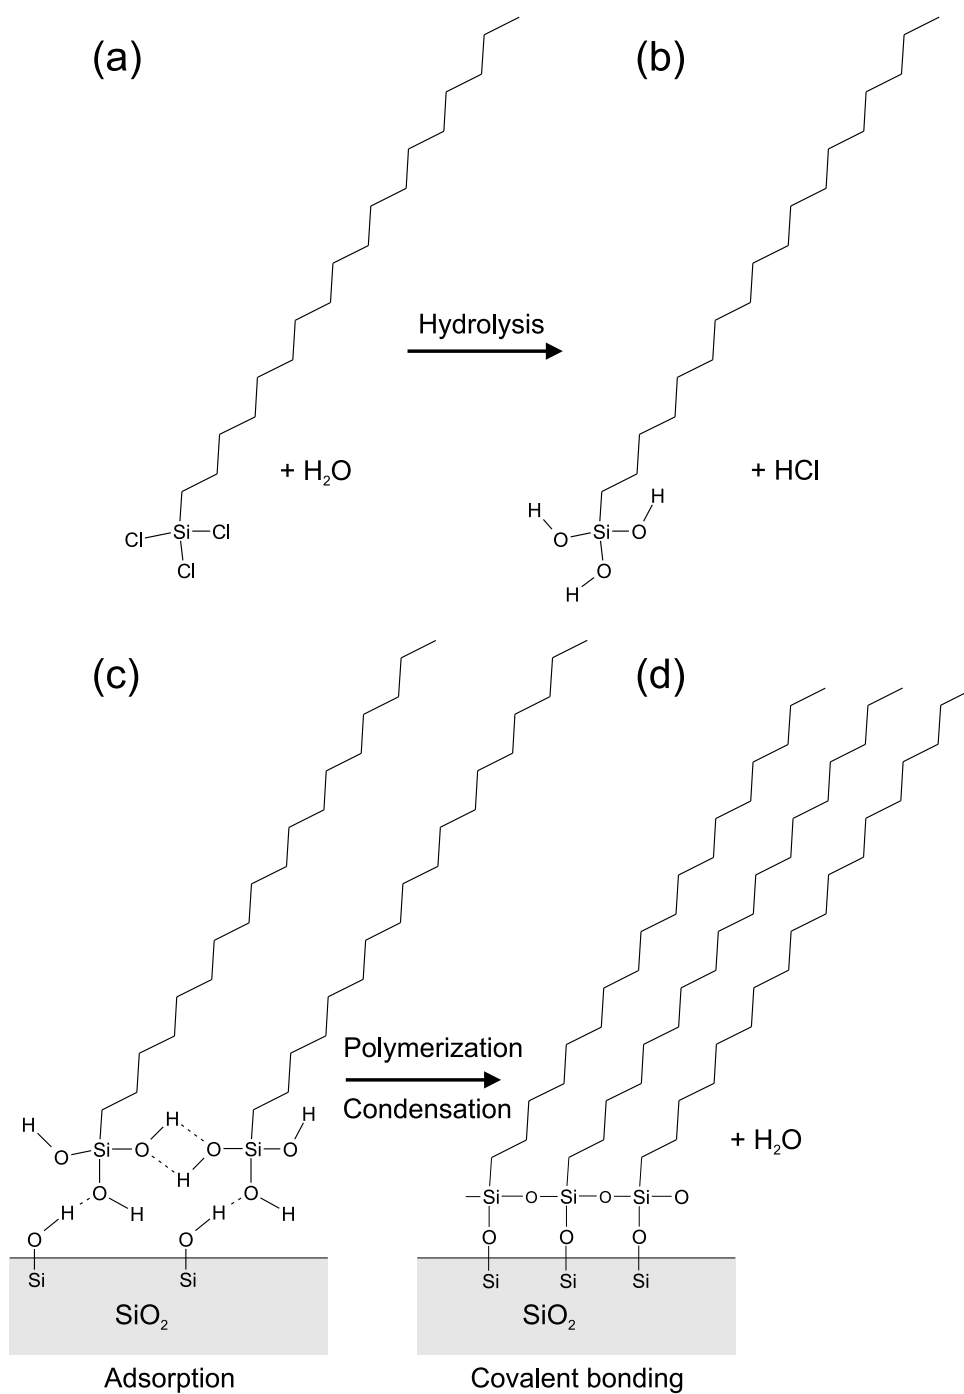 (a)
(b)
Hydrolysis
+ H₂O
+ HCl
Cl Si Cl
Cl
H H
O Si O
O
H
(c)
(d)
Polymerization
Condensation
+ H₂O
H H H
O Si O O Si O
H
O H O H
H H
O O
Si Si
SiO₂
Adsorption
Si O Si O Si O
O O O
Si Si Si
SiO₂
Covalent bonding